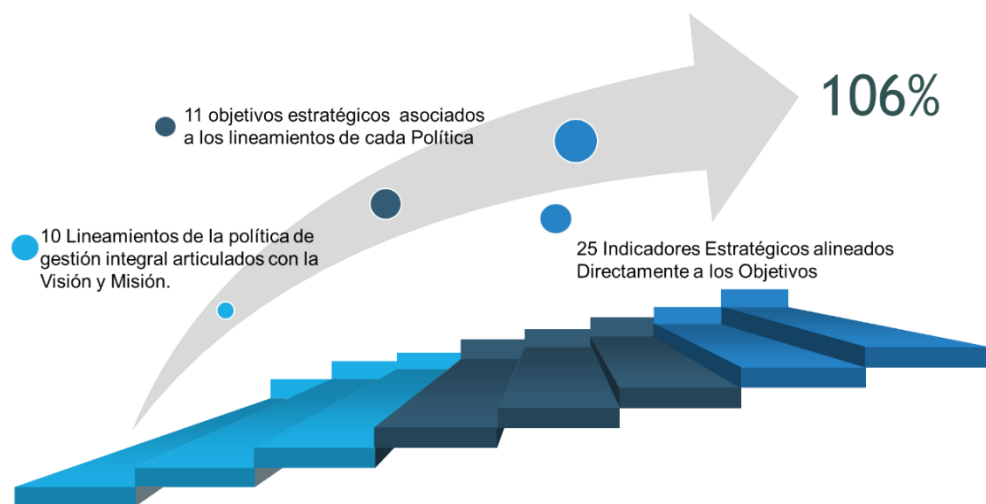 106%
11 objetivos estratégicos asociados
a los lineamientos de cada Política
10 Lineamientos de la política de
gestión integral articulados con la
Visión y Misión.
25 Indicadores Estratégicos alineados
Directamente a los Objetivos